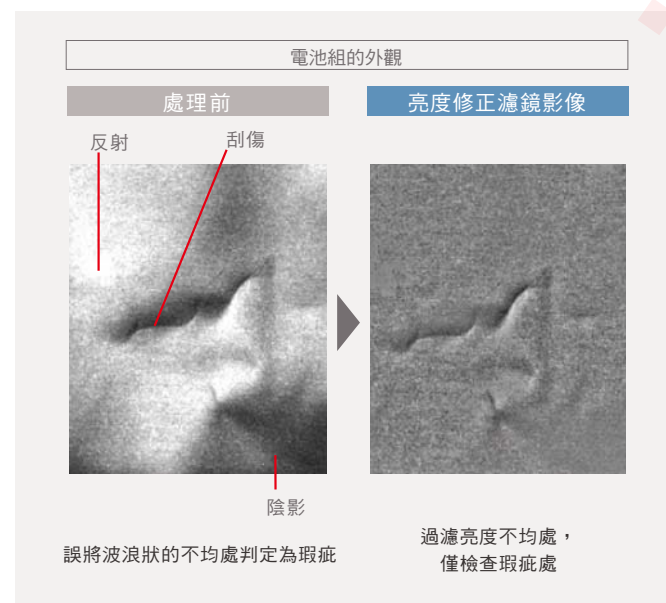 電池組的外觀
處理前
亮度修正濾鏡影像
反射
刮傷
陰影
誤將波浪狀的不均處判定為瑕疵
過濾亮度不均處，
僅檢查瑕疵處